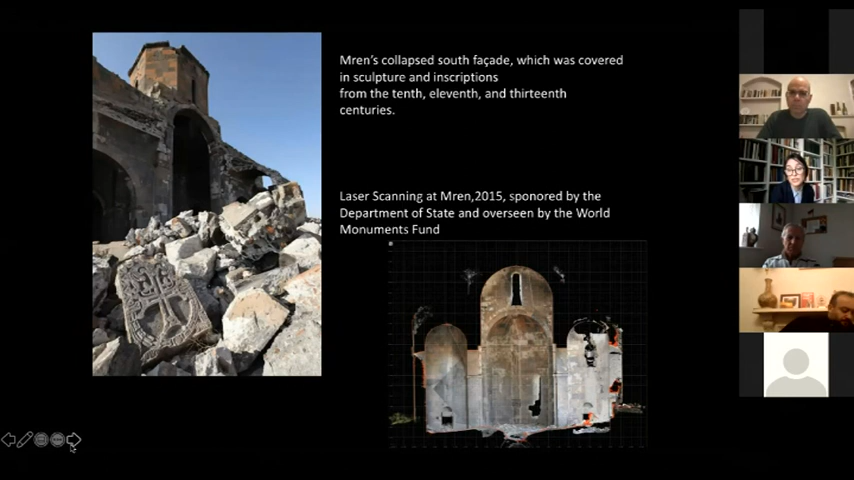 Mren's collapsed south façade, which was covered
in sculpture and inscriptions
from the tenth, eleventh, and thirteenth
centuries.
Laser Scanning at Mren,2015, sponored by the
Department of State and overseen by the World
Monuments Fund